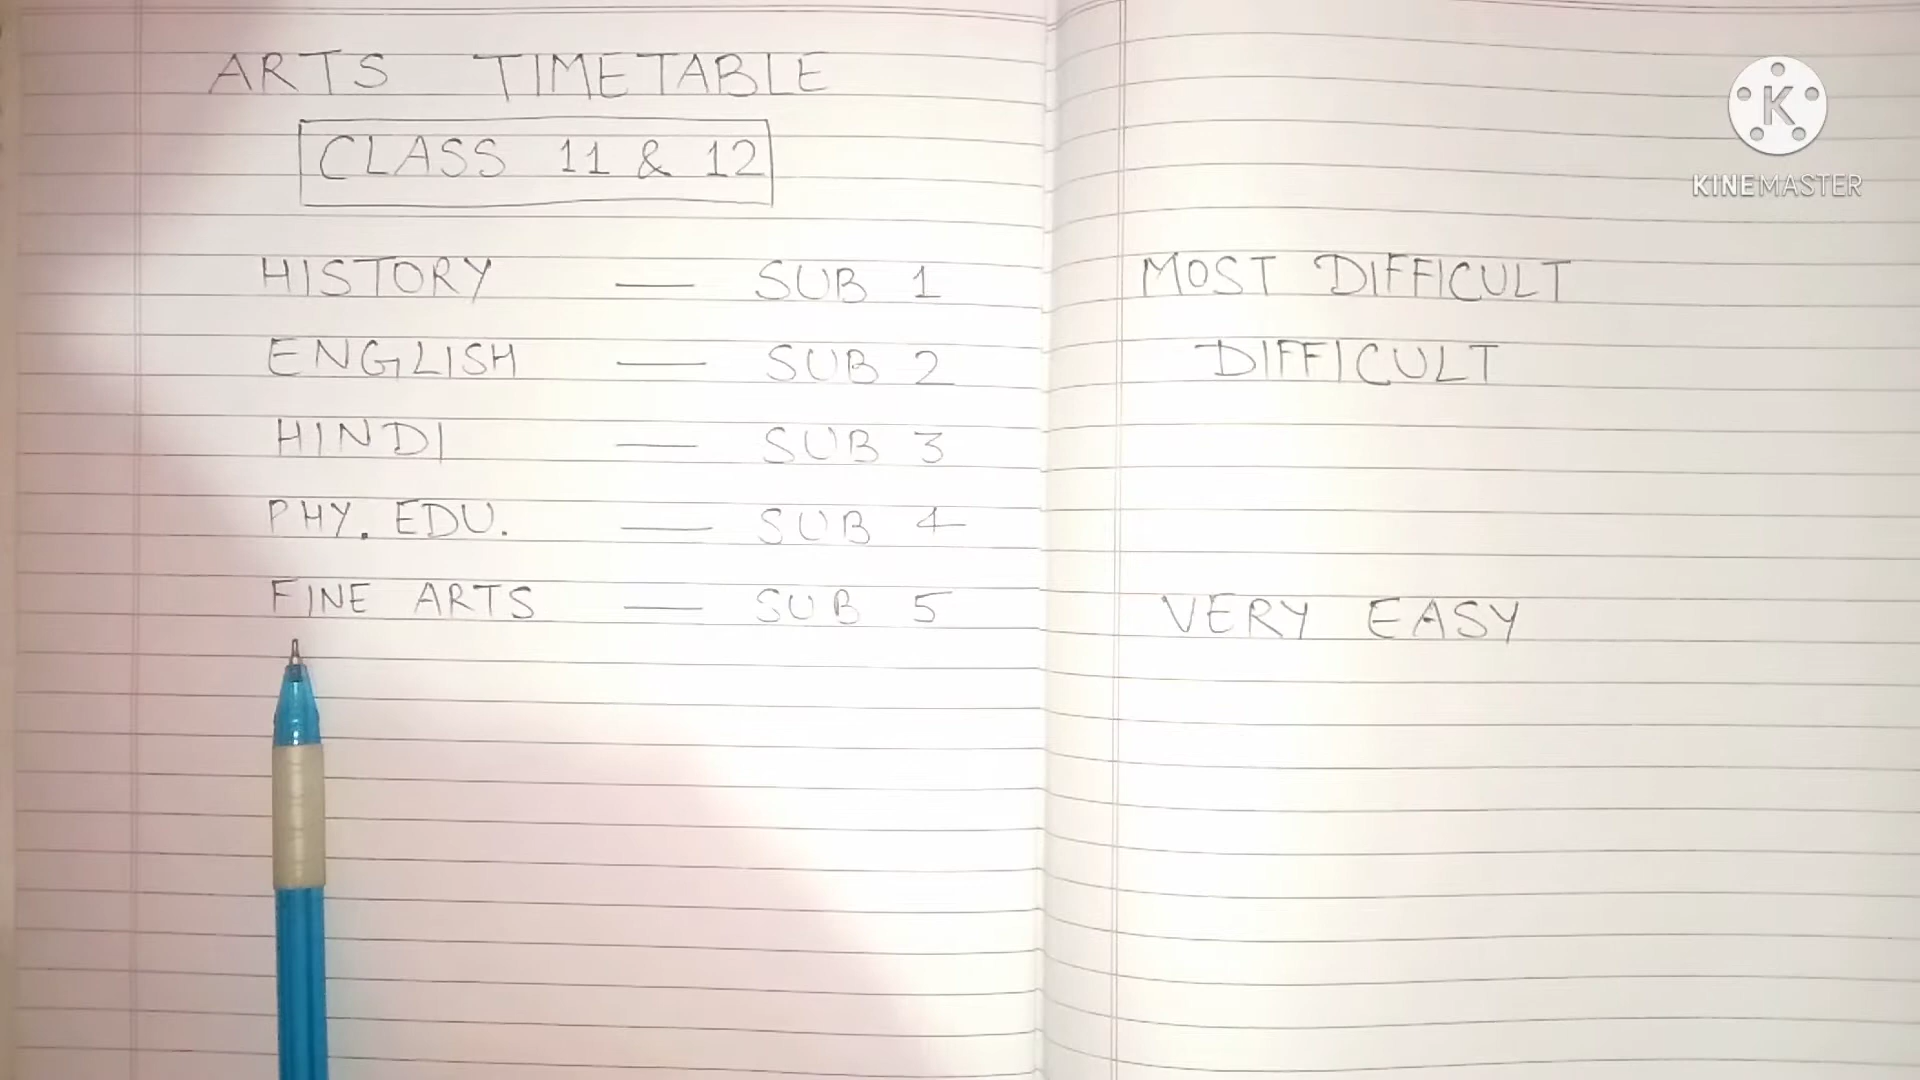 ARTS TIMETABLE
CLASS 11 & 12
HISTORY — SUB 1 MOST DIFFICULT
ENGLISH — SUB 2 DIFFICULT
HINDI — SUB 3
PHY. EDU. — SUB 4
FINE ARTS — SUB 5 VERY EASY
K
KINEMASTER